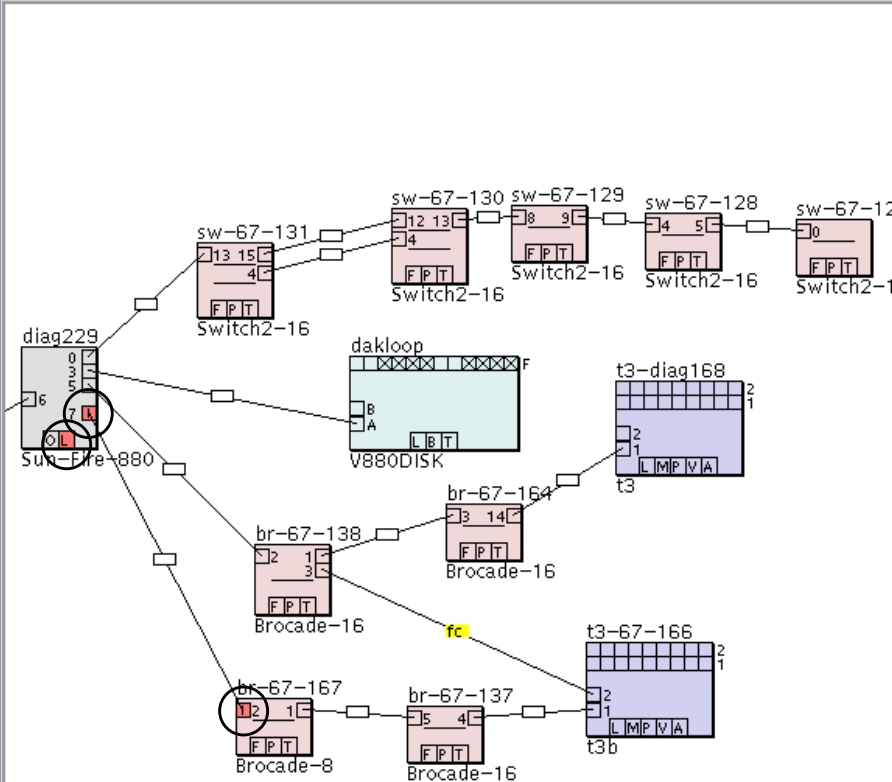 sw-67-130
sw-67-129
sw-67-128
sw-67-12
sw-67-131
12 13
4
8 9
4 5
0
13 15
4
F P T
F P T
F P T
F P T
F P T
Switch2-16
Switch2-16
Switch2-16
Switch2-1
Switch2-16
diag229
0
3
5
6
7
O L
Sun-Fire-880
dakloop
F
B
A
L B T
V880DISK
t3-diag168
2
1
2
1
L M P V A
t3
br-67-164
3 14
F P T
Brocade-16
br-67-138
2 1
3
F P T
Brocade-16
fc
t3-67-166
2
1
2
1
L M P V A
t3b
br-67-167
1 2 1
F P T
Brocade-8
br-67-137
5 4
F P T
Brocade-16